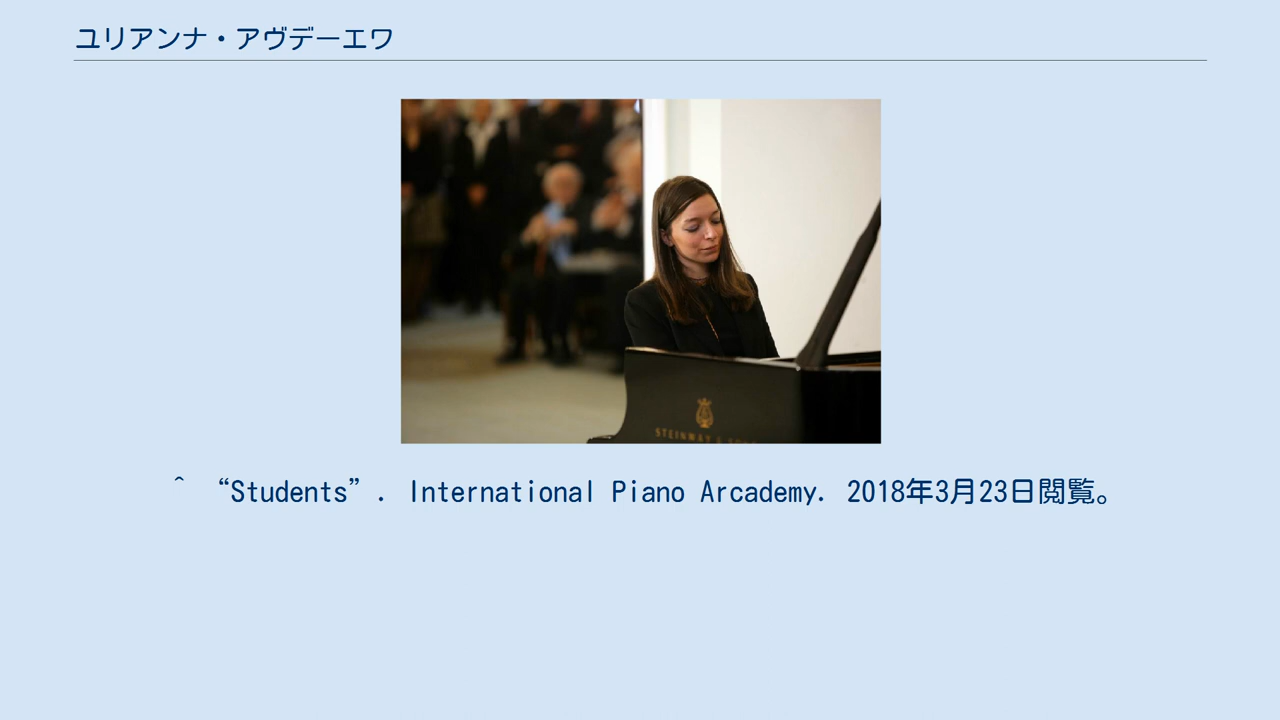 ユリアンナ・アヴデーエワ
STEINWAY &
^ “Students”. International Piano Arcademy. 2018年3月23日閲覧。